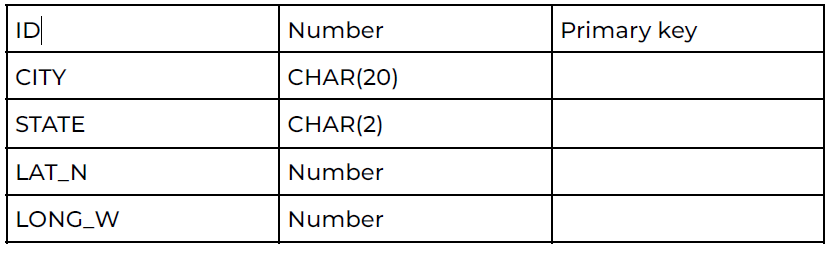 ID Number Primary key
CITY CHAR(20)
STATE CHAR(2)
LAT_N Number
LONG_W Number